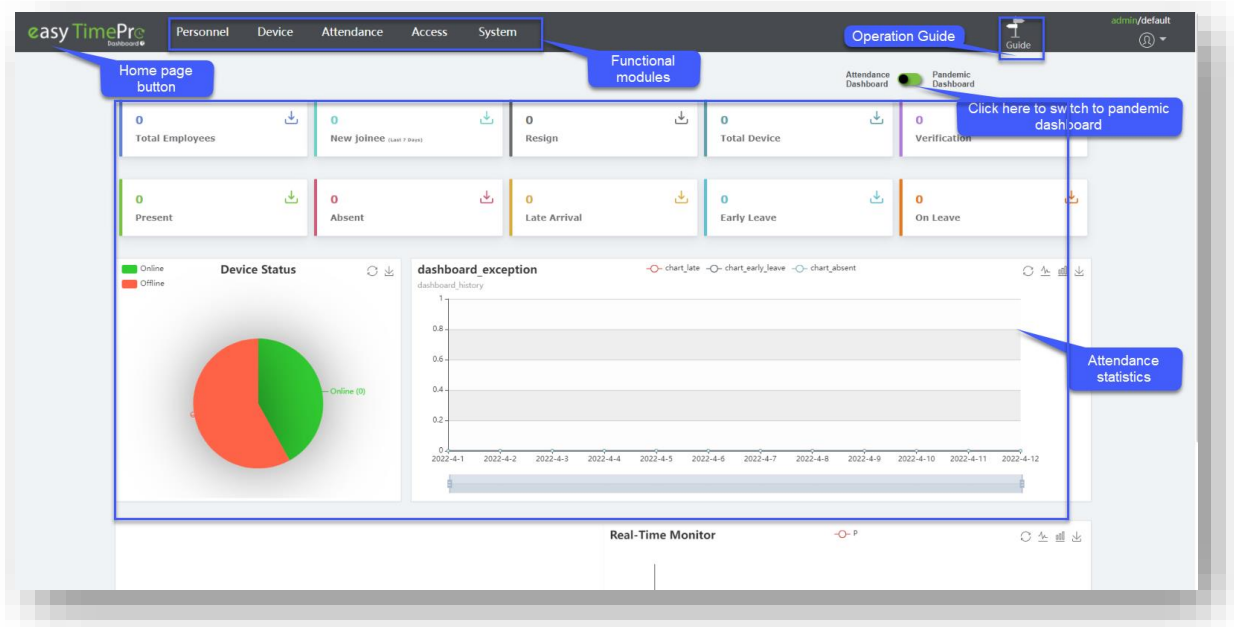 easy TimePro
Dashboard
Personnel Device Attendance Access System
Operation Guide
Guide
admin/default
Home page
button
Functional
modules
Attendance
Dashboard
Pandemic
Dashboard
Click here to switch to pandemic
dashboard
0
Total Employees
0
New joinee (Last 7 Days)
0
Resign
0
Total Device
0
Verification
0
Present
0
Absent
0
Late Arrival
0
Early Leave
0
On Leave
Online
Offline
Device Status
Online (0)
dashboard_exception
dashboard_history
chart_late chart_early_leave chart_absent
1
0.8
0.6
0.4
0.2
0
2022-4-1 2022-4-2 2022-4-3 2022-4-4 2022-4-5 2022-4-6 2022-4-7 2022-4-8 2022-4-9 2022-4-10 2022-4-11 2022-4-12
Attendance
statistics
Real-Time Monitor
P